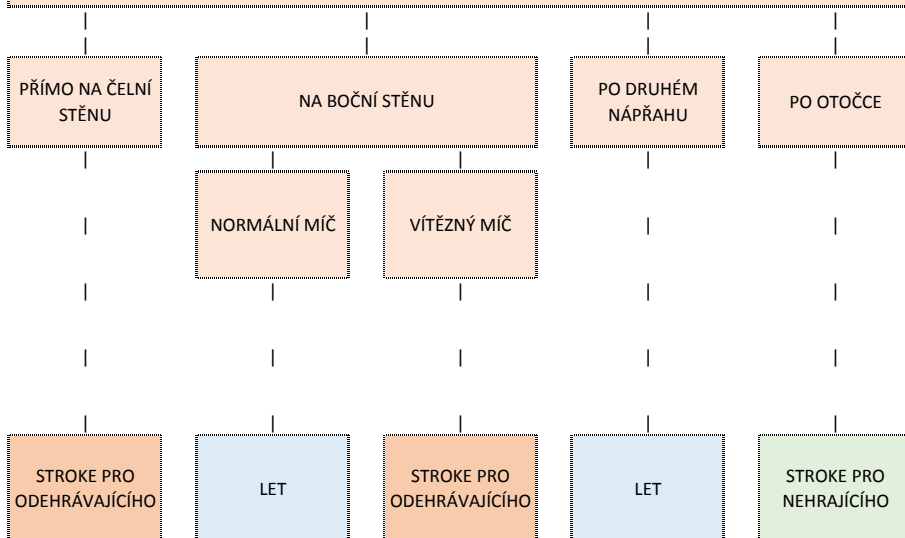 PŘÍMO NA ČELNÍ
STĚNU
NA BOČNÍ STĚNU
PO DRUHÉM
NÁPŘAHU
PO OTOČCE
NORMÁLNÍ MÍČ
VÍTĚZNÝ MÍČ
STROKE PRO
ODEHRÁVAJÍCÍHO
LET
STROKE PRO
ODEHRÁVAJÍCÍHO
LET
STROKE PRO
NEHRAJÍCÍHO